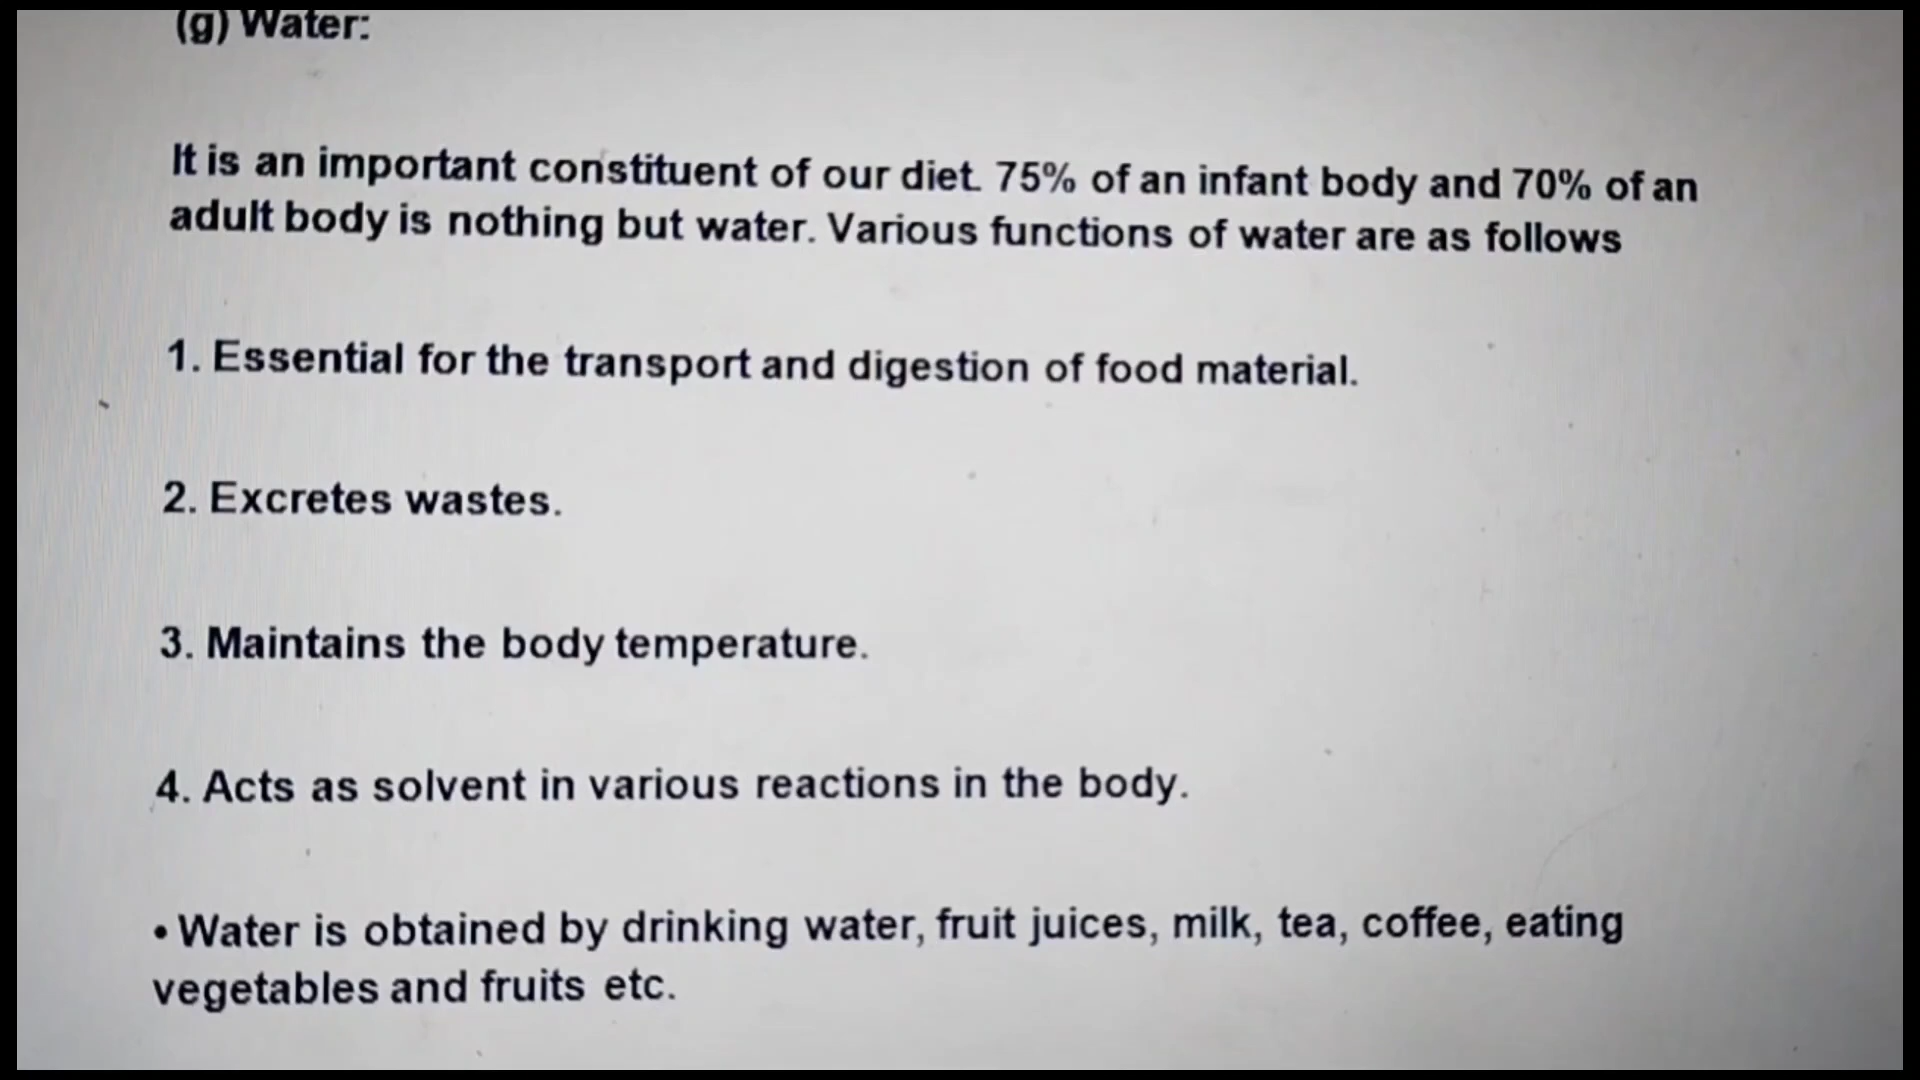 (g) Water:
It is an important constituent of our diet. 75% of an infant body and 70% of an
adult body is nothing but water. Various functions of water are as follows
1. Essential for the transport and digestion of food material.
2. Excretes wastes.
3. Maintains the body temperature.
4. Acts as solvent in various reactions in the body.
• Water is obtained by drinking water, fruit juices, milk, tea, coffee, eating
vegetables and fruits etc.